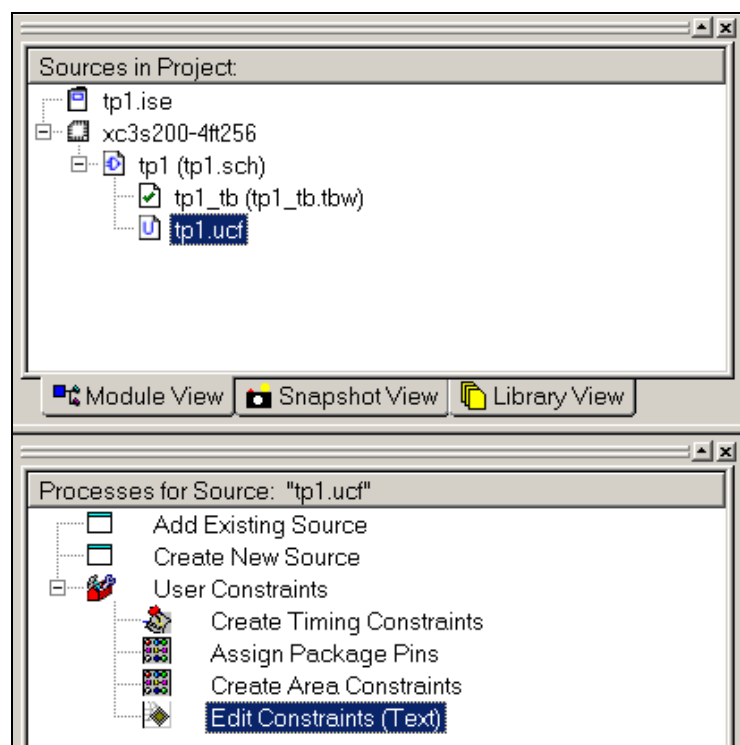 Sources in Project:
tp1.ise
xc3s200-4ft256
tp1 (tp1.sch)
tp1_tb (tp1_tb.tbw)
tp1.ucf
Module View Snapshot View Library View
Processes for Source: "tp1.ucf"
Add Existing Source
Create New Source
User Constraints
Create Timing Constraints
Assign Package Pins
Create Area Constraints
Edit Constraints (Text)